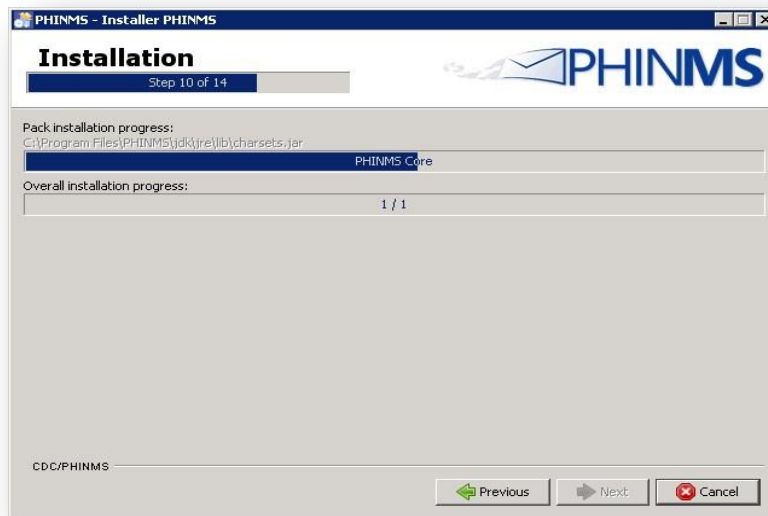 PHINMS - Installer PHINMS
Installation
Step 10 of 14
PHINMS
Pack installation progress:
C:\Program Files\PHINMS\jdk\jre\lib\charsets.jar
PHINMS Core
Overall installation progress:
1 / 1
CDC/PHINMS
Previous
Next
Cancel